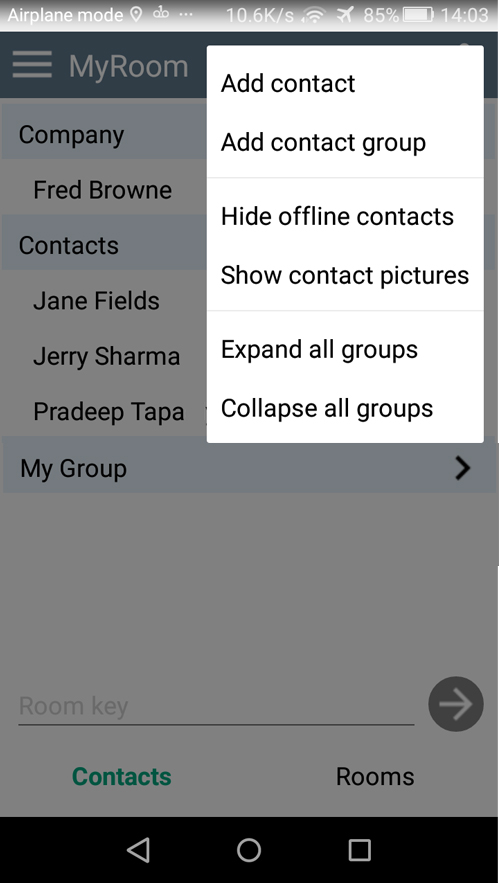 Airplane mode ... 10.6K/s 85% 14:03
MyRoom
Add contact
Add contact group
Hide offline contacts
Show contact pictures
Expand all groups
Collapse all groups
Company
Fred Browne
Contacts
Jane Fields
Jerry Sharma
Pradeep Tapa
My Group
Room key
Contacts Rooms